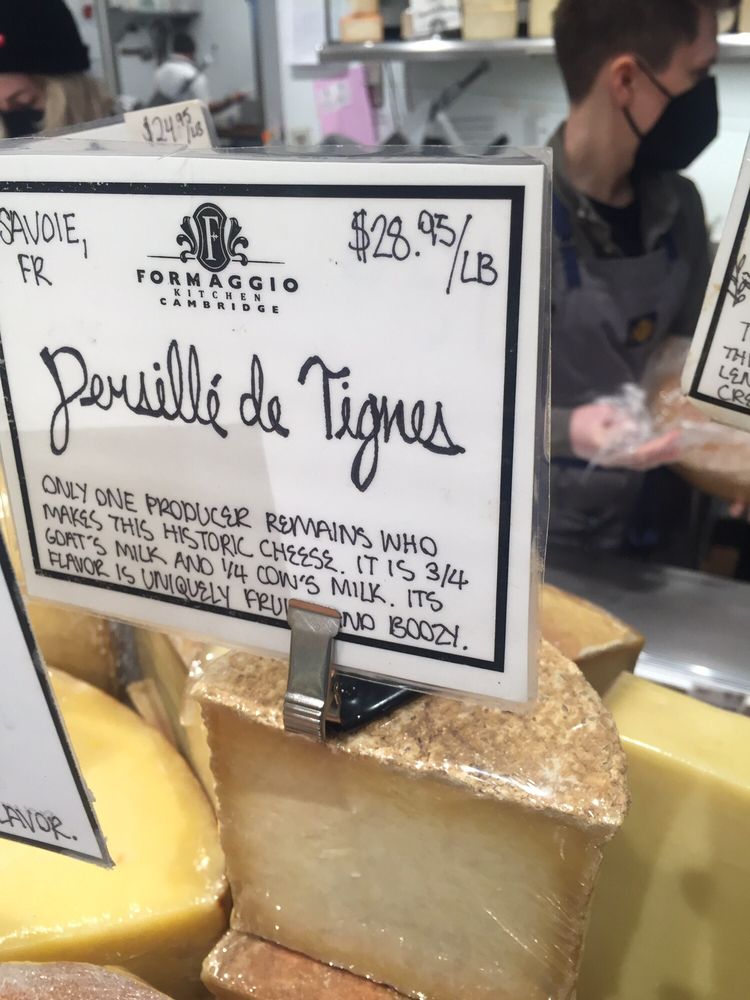 $24.95/LB
SAVOIE,
FR
F
FORMAGGIO
KITCHEN
CAMBRIDGE
$28.95/LB
Persillé de Tignes
ONLY ONE PRODUCER REMAINS WHO
MAKES THIS HISTORIC CHEESE. IT IS 3/4
GOAT'S MILK AND 1/4 COW'S MILK. ITS
FLAVOR IS UNIQUELY AND BOOZY.
LAVOR.